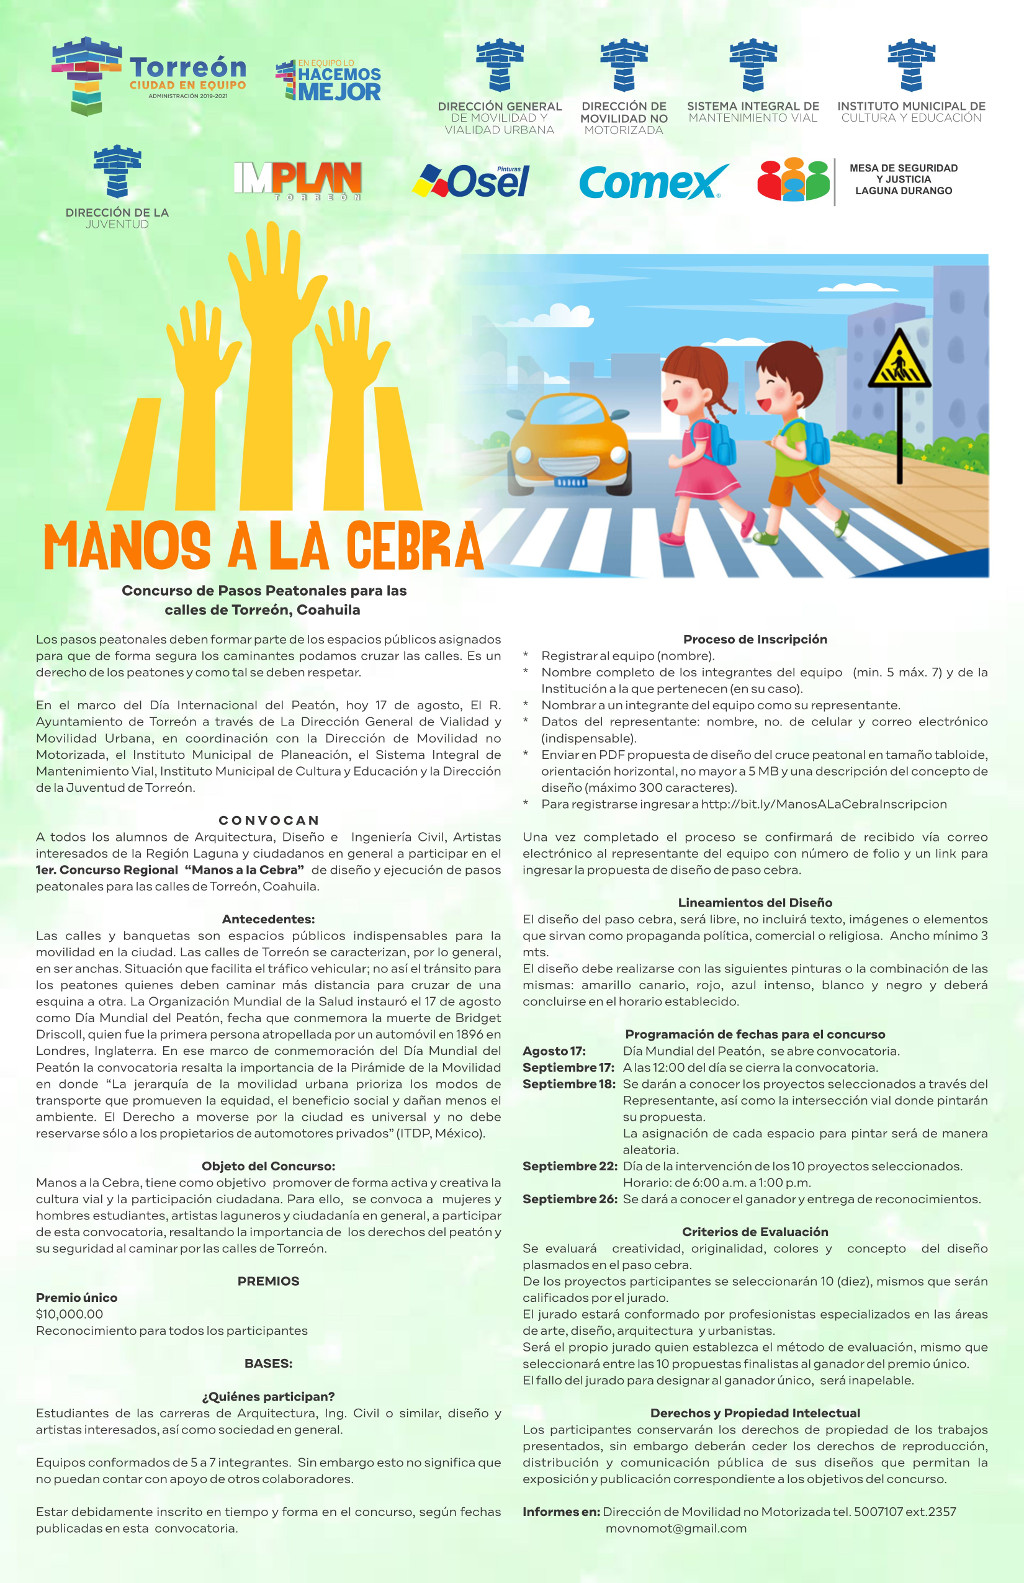 Torreón
CIUDAD EN EQUIPO
ADMINISTRACIÓN 2019-2021
EN EQUIPO LO
HACEMOS
MEJOR
DIRECCIÓN GENERAL
DE MOVILIDAD Y
VIALIDAD URBANA
DIRECCIÓN DE
MOVILIDAD NO
MOTORIZADA
SISTEMA INTEGRAL DE
MANTENIMIENTO VIAL
INSTITUTO MUNICIPAL DE
CULTURA Y EDUCACIÓN
DIRECCIÓN DE LA
JUVENTUD
IMPLAN
TORREÓN
Pinturas
Osel
Comex
MESA DE SEGURIDAD
Y JUSTICIA
LAGUNA DURANGO
MANOS A LA CEBRA
Concurso de Pasos Peatonales para las
calles de Torreón, Coahuila
Los pasos peatonales deben formar parte de los espacios públicos asignados
para que de forma segura los caminantes podamos cruzar las calles. Es un
derecho de los peatones y como tal se deben respetar.
En el marco del Día Internacional del Peatón, hoy 17 de agosto, El R.
Ayuntamiento de Torreón a través de La Dirección General de Vialidad y
Movilidad Urbana, en coordinación con la Dirección de Movilidad no
Motorizada, el Instituto Municipal de Planeación, el Sistema Integral de
Mantenimiento Vial, Instituto Municipal de Cultura y Educación y la Dirección
de la Juventud de Torreón.
CONVOCAN
A todos los alumnos de Arquitectura, Diseño e Ingeniería Civil, Artistas
interesados de la Región Laguna y ciudadanos en general a participar en el
1er. Concurso Regional "Manos a la Cebra" de diseño y ejecución de pasos
peatonales para las calles de Torreón, Coahuila.
Antecedentes:
Las calles y banquetas son espacios públicos indispensables para la
movilidad en la ciudad. Las calles de Torreón se caracterizan, por lo general,
en ser anchas. Situación que facilita el tráfico vehicular; no así el tránsito para
los peatones quienes deben caminar más distancia para cruzar de una
esquina a otra. La Organización Mundial de la Salud instauró el 17 de agosto
como Día Mundial del Peatón, fecha que conmemora la muerte de Bridget
Driscoll, quien fue la primera persona atropellada por un automóvil en 1896 en
Londres, Inglaterra. En ese marco de conmemoración del Día Mundial del
Peatón la convocatoria resalta la importancia de la Pirámide de la Movilidad
en donde "La jerarquía de la movilidad urbana prioriza los modos de
transporte que promueven la equidad, el beneficio social y dañan menos el
ambiente. El Derecho a moverse por la ciudad es universal y no debe
reservarse sólo a los propietarios de automotores privados" (ITDP, México).
Objeto del Concurso:
Manos a la Cebra, tiene como objetivo promover de forma activa y creativa la
cultura vial y la participación ciudadana. Para ello, se convoca a mujeres y
hombres estudiantes, artistas laguneros y ciudadanía en general, a participar
de esta convocatoria, resaltando la importancia de los derechos del peatón y
su seguridad al caminar por las calles de Torreón.
PREMIOS
Premio único
$10,000.00
Reconocimiento para todos los participantes
BASES:
¿Quiénes participan?
Estudiantes de las carreras de Arquitectura, Ing. Civil o similar, diseño y
artistas interesados, así como sociedad en general.
Equipos conformados de 5 a 7 integrantes. Sin embargo esto no significa que
no puedan contar con apoyo de otros colaboradores.
Estar debidamente inscrito en tiempo y forma en el concurso, según fechas
publicadas en esta convocatoria.
Proceso de Inscripción
* Registrar al equipo (nombre).
* Nombre completo de los integrantes del equipo (min. 5 máx. 7) y de la
Institución a la que pertenecen (en su caso).
* Nombrar a un integrante del equipo como su representante.
* Datos del representante: nombre, no. de celular y correo electrónico
(indispensable).
* Enviar en PDF propuesta de diseño del cruce peatonal en tamaño tabloide,
orientación horizontal, no mayor a 5 MB y una descripción del concepto de
diseño (máximo 300 caracteres).
* Para registrarse ingresar a http://bit.ly/ManosALaCebraInscripcion
Una vez completado el proceso se confirmará de recibido vía correo
electrónico al representante del equipo con número de folio y un link para
ingresar la propuesta de diseño de paso cebra.
Lineamientos del Diseño
El diseño del paso cebra, será libre, no incluirá texto, imágenes o elementos
que sirvan como propaganda política, comercial o religiosa. Ancho mínimo 3
mts.
El diseño debe realizarse con las siguientes pinturas o la combinación de las
mismas: amarillo canario, rojo, azul intenso, blanco y negro y deberá
concluirse en el horario establecido.
Programación de fechas para el concurso
Agosto 17: Día Mundial del Peatón, se abre convocatoria.
Septiembre 17: A las 12:00 del día se cierra la convocatoria.
Septiembre 18: Se darán a conocer los proyectos seleccionados a través del
Representante, así como la intersección vial donde pintarán
su propuesta.
La asignación de cada espacio para pintar será de manera
aleatoria.
Septiembre 22: Día de la intervención de los 10 proyectos seleccionados.
Horario: de 6:00 a.m. a 1:00 p.m.
Septiembre 26: Se dará a conocer el ganador y entrega de reconocimientos.
Criterios de Evaluación
Se evaluará creatividad, originalidad, colores y concepto del diseño
plasmados en el paso cebra.
De los proyectos participantes se seleccionarán 10 (diez), mismos que serán
calificados por el jurado.
El jurado estará conformado por profesionistas especializados en las áreas
de arte, diseño, arquitectura y urbanistas.
Será el propio jurado quien establezca el método de evaluación, mismo que
seleccionará entre las 10 propuestas finalistas al ganador del premio único.
El fallo del jurado para designar al ganador único, será inapelable.
Derechos y Propiedad Intelectual
Los participantes conservarán los derechos de propiedad de los trabajos
presentados, sin embargo deberán ceder los derechos de reproducción,
distribución y comunicación pública de sus diseños que permitan la
exposición y publicación correspondiente a los objetivos del concurso.
Informes en: Dirección de Movilidad no Motorizada tel. 5007107 ext.2357
movnomot@gmail.com